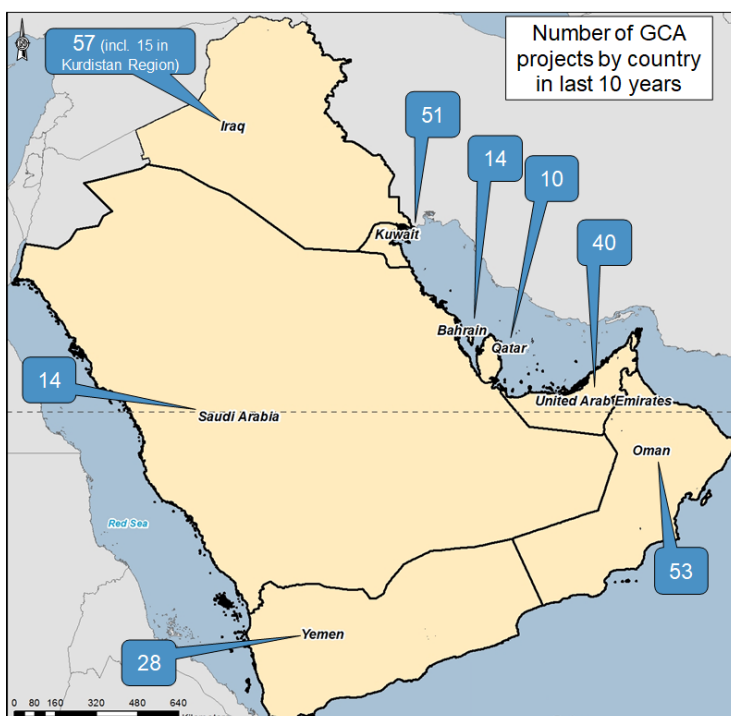 Number of GCA
projects by country
in last 10 years
57 (incl. 15 in
Kurdistan Region)
Iraq
51
14
10
Kuwait
40
Bahrain
Qatar
14
United Arab Emirates
Saudi Arabia
Oman
Red Sea
53
Yemen
28
0 80 160 320 480 640